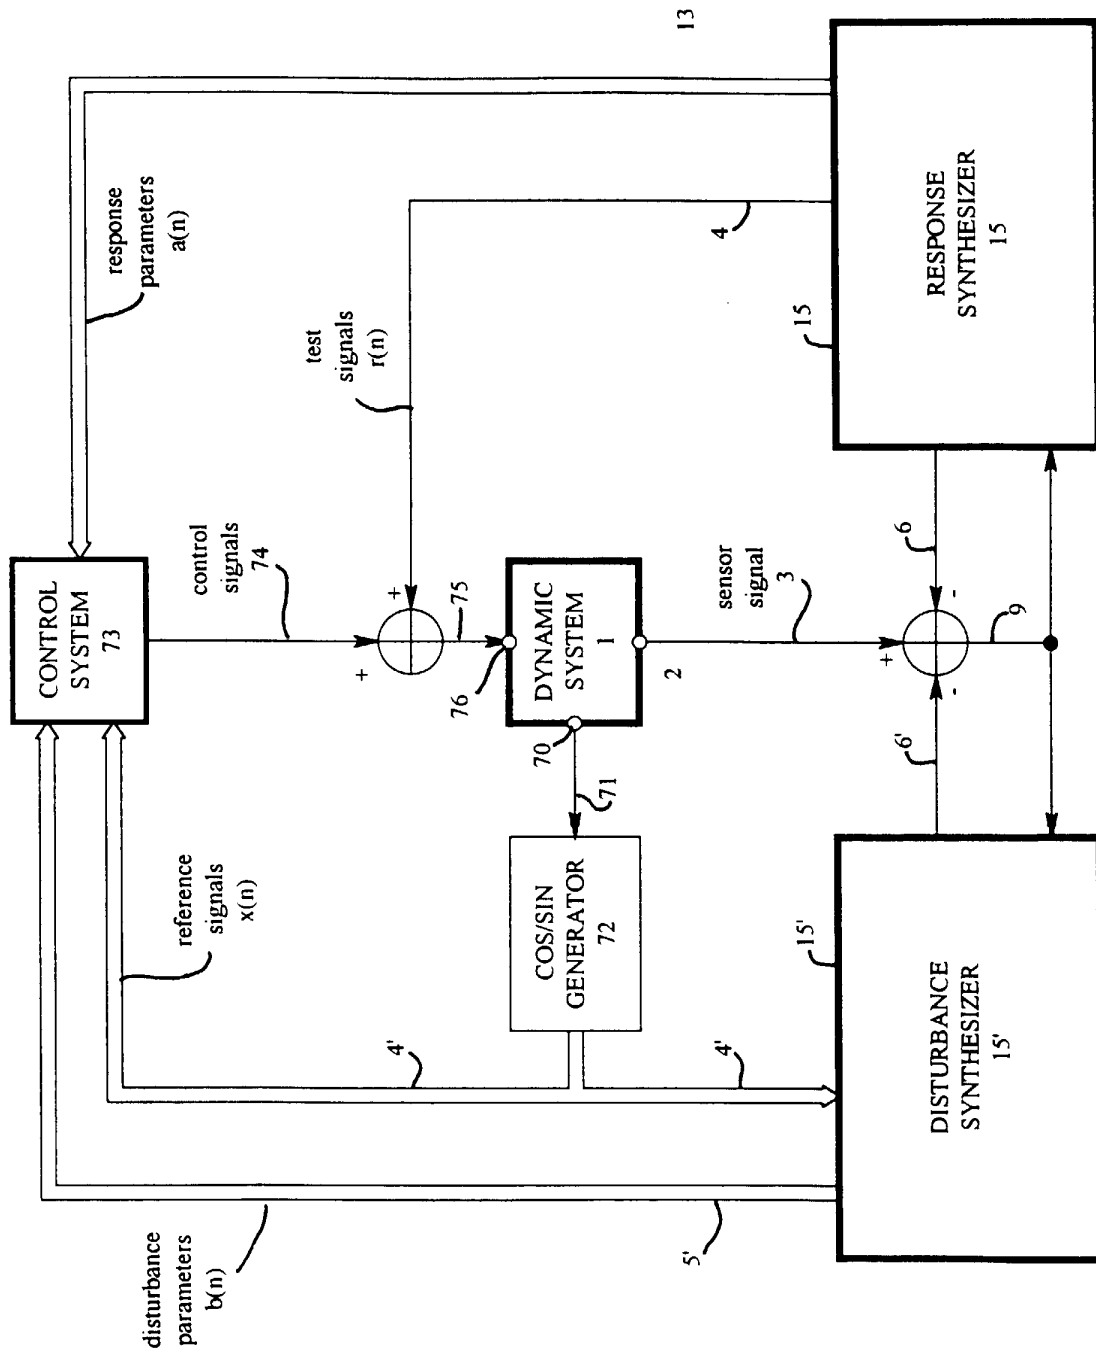 disturbance
parameters
b(n)
reference
signals
x(n)
response
parameters
a(n)
CONTROL
SYSTEM
73
control
signals
74
test
signals
r(n)
4
4'
4'
5'
+
+
75
76
DYNAMIC
SYSTEM
1
70
71
2
COS/SIN
GENERATOR
72
sensor
signal
3
6
6'
+
-
-
9
15
RESPONSE
SYNTHESIZER
15
15'
DISTURBANCE
SYNTHESIZER
15'
13